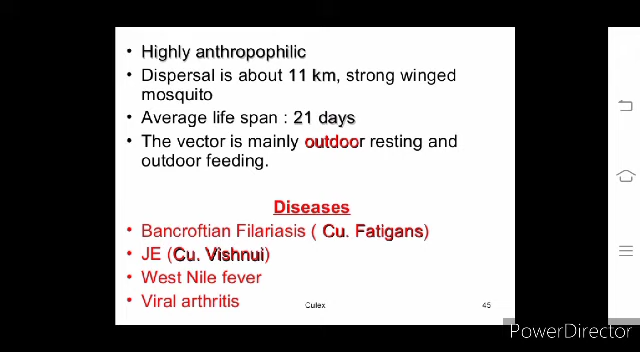 • Highly anthropophilic
• Dispersal is about 11 km, strong winged
mosquito
• Average life span : 21 days
• The vector is mainly outdoor resting and
outdoor feeding.
Diseases
• Bancroftian Filariasis ( Cu. Fatigans)
• JE (Cu. Vishnui)
• West Nile fever
• Viral arthritis
Culex
45
PowerDirector